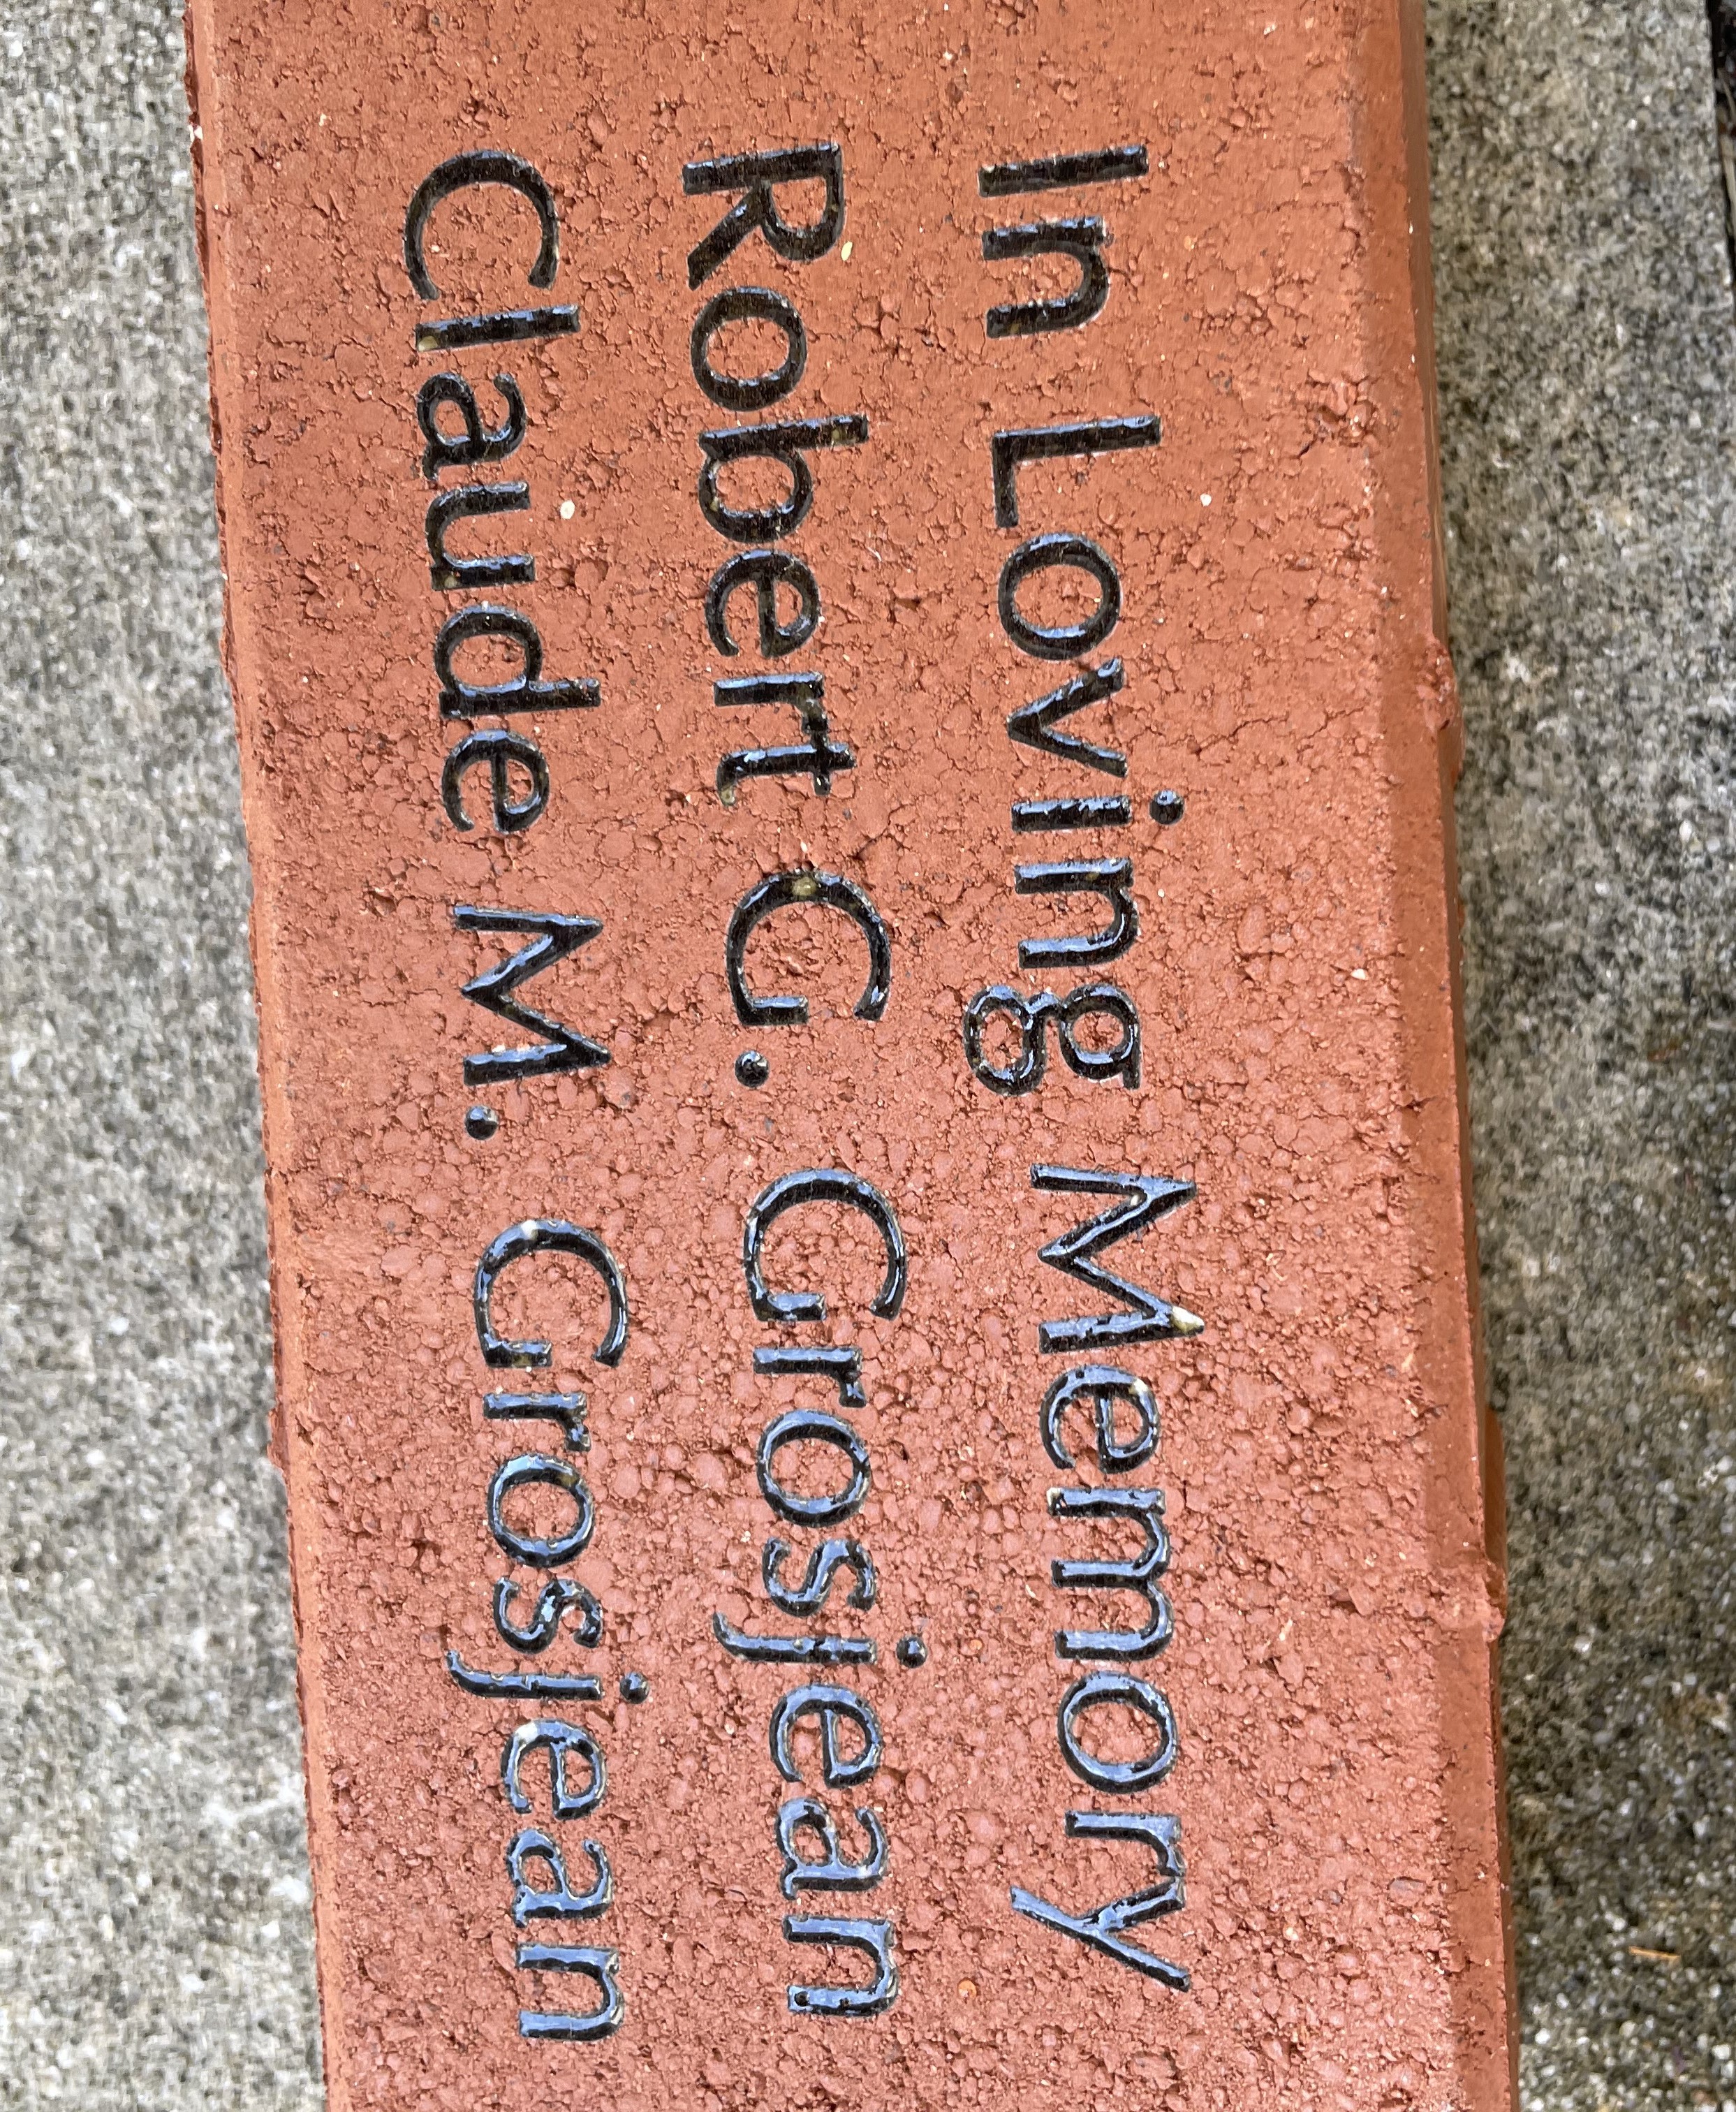 In Loving Memory
Robert G. Grosjean
Claude M. Grosjean